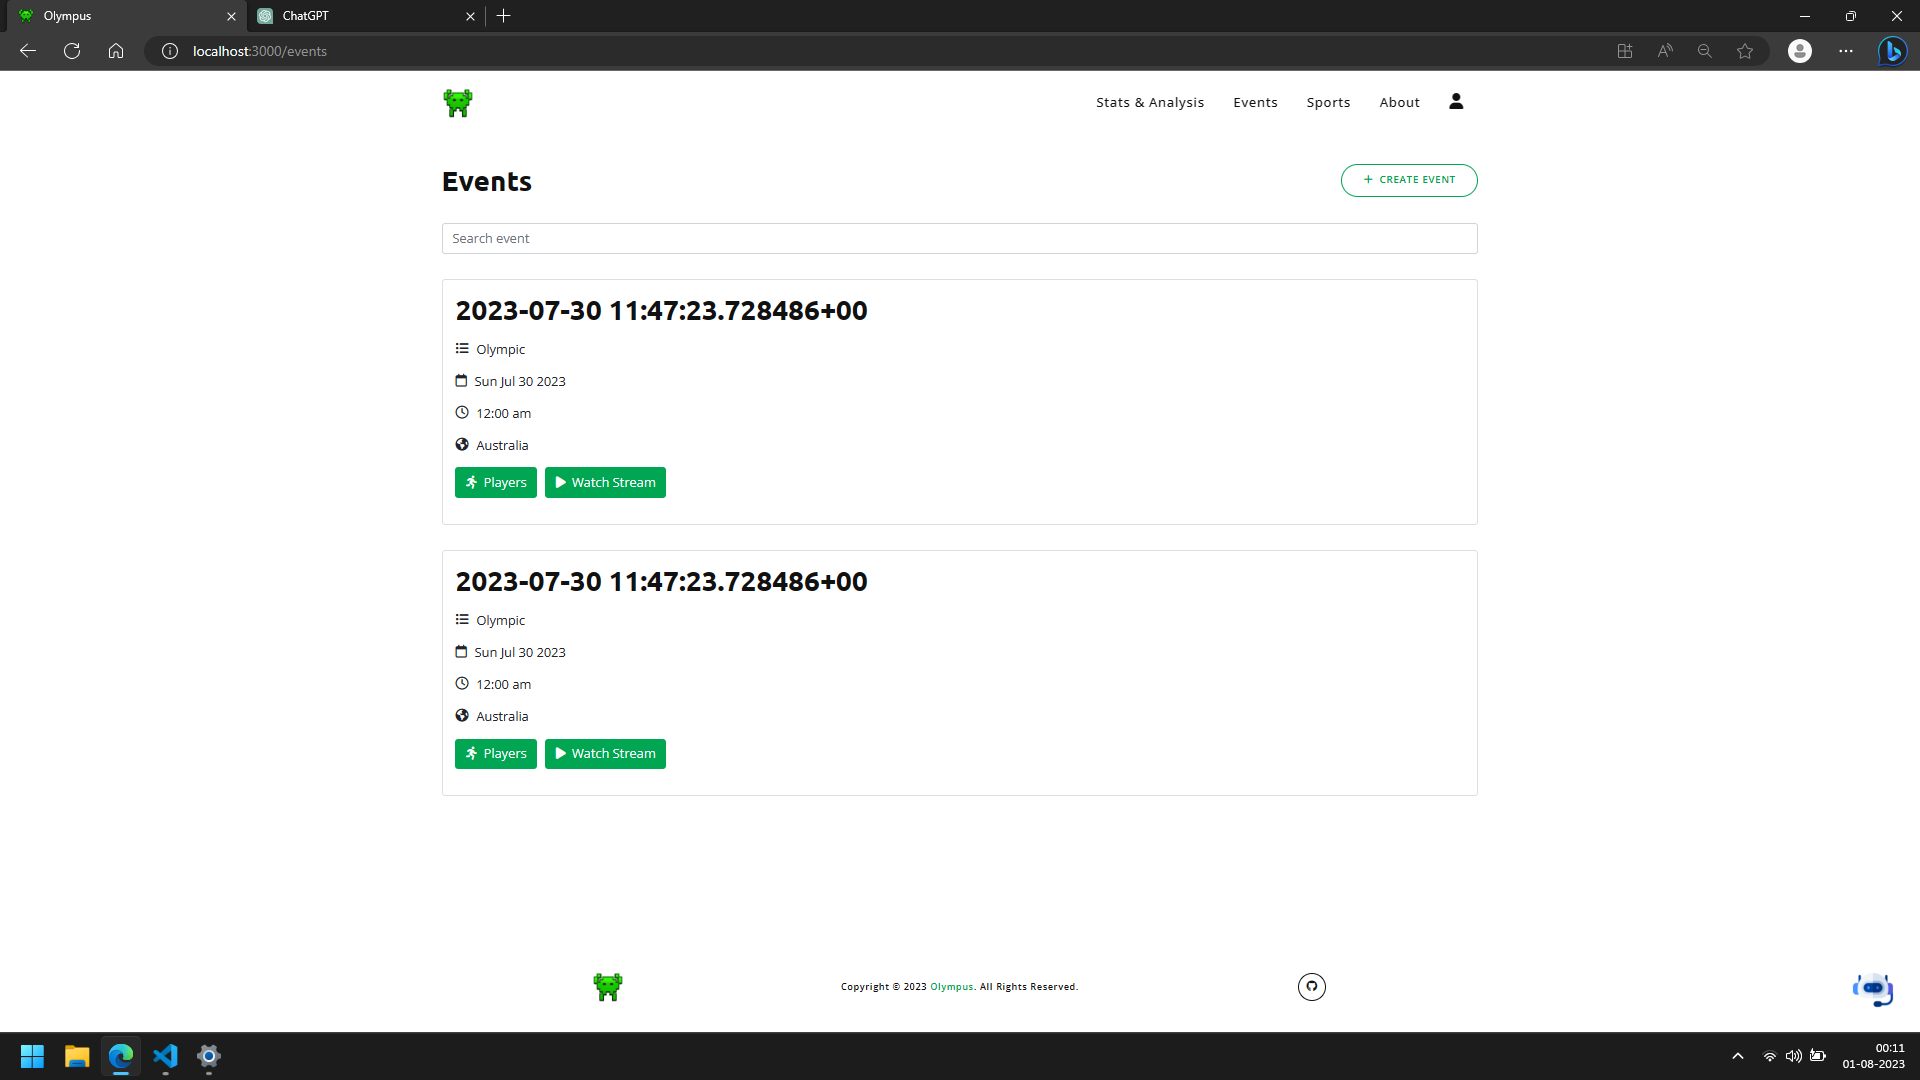 Olympus
ChatGPT
localhost:3000/events
Stats & Analysis Events Sports About
Events
+ CREATE EVENT
Search event
2023-07-30 11:47:23.728486+00
Olympic
Sun Jul 30 2023
12:00 am
Australia
Players Watch Stream
2023-07-30 11:47:23.728486+00
Olympic
Sun Jul 30 2023
12:00 am
Australia
Players Watch Stream
Copyright © 2023 Olympus. All Rights Reserved.
00:11
01-08-2023